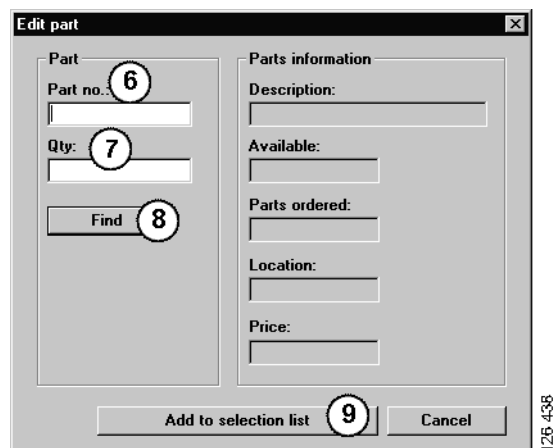 Edit part
Part
Part no.:
6
Qty:
7
Find
8
Parts information
Description:
Available:
Parts ordered:
Location:
Price:
Add to selection list
9
Cancel
26 438